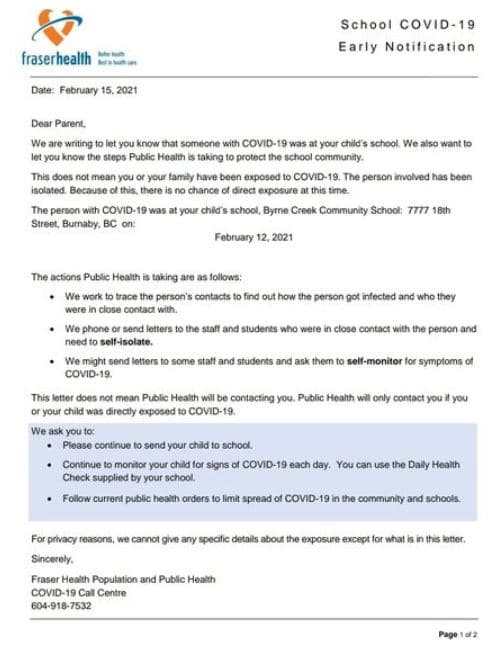 School COVID-19
Early Notification
fraserhealth
Better health.
Best in health care.
Date: February 15, 2021
Dear Parent,
We are writing to let you know that someone with COVID-19 was at your child's school. We also want to
let you know the steps Public Health is taking to protect the school community.
This does not mean you or your family have been exposed to COVID-19. The person involved has been
isolated. Because of this, there is no chance of direct exposure at this time.
The person with COVID-19 was at your child's school, Byrne Creek Community School: 7777 18th
Street, Burnaby, BC on:
February 12, 2021
The actions Public Health is taking are as follows:
• We work to trace the person's contacts to find out how the person got infected and who they
were in close contact with.
• We phone or send letters to the staff and students who were in close contact with the person and
need to self-isolate.
• We might send letters to some staff and students and ask them to self-monitor for symptoms of
COVID-19.
This letter does not mean Public Health will be contacting you. Public Health will only contact you if you
or your child was directly exposed to COVID-19.
We ask you to:
• Please continue to send your child to school.
• Continue to monitor your child for signs of COVID-19 each day. You can use the Daily Health
Check supplied by your school.
• Follow current public health orders to limit spread of COVID-19 in the community and schools.
For privacy reasons, we cannot give any specific details about the exposure except for what is in this letter.
Sincerely,
Fraser Health Population and Public Health
COVID-19 Call Centre
604-918-7532
Page 1 of 2